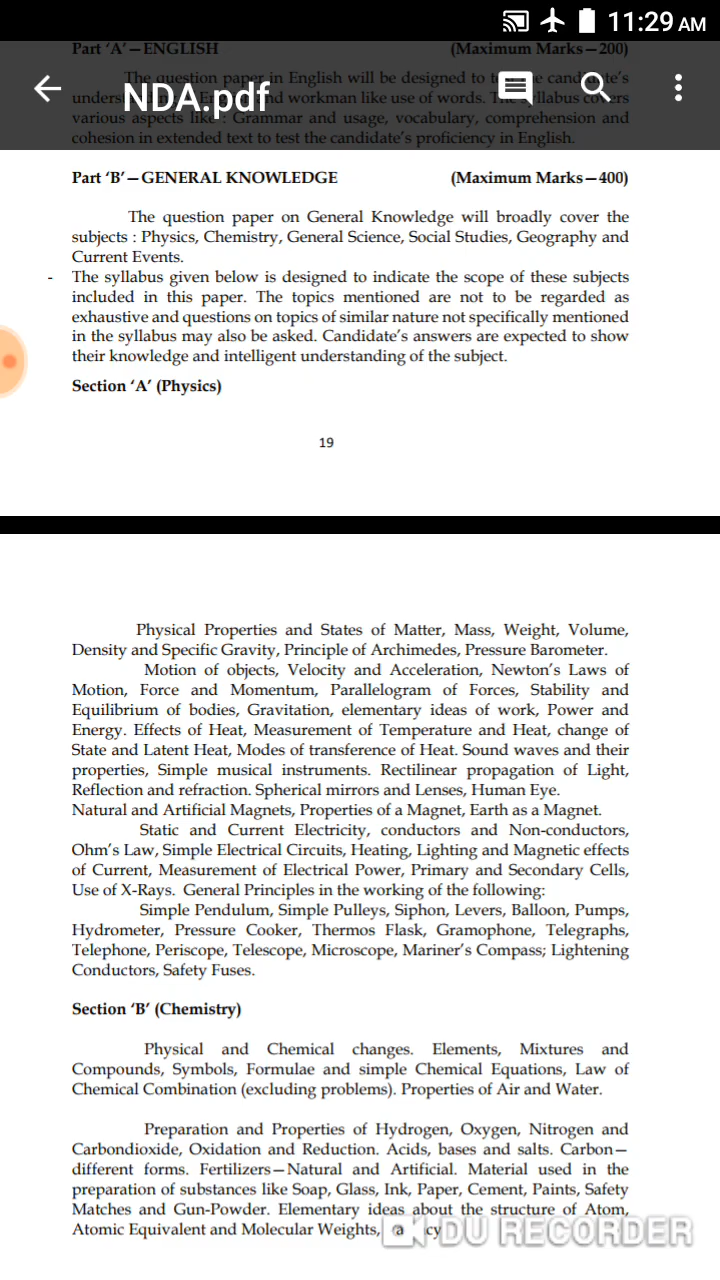 11:29 AM
Part ‘A’—ENGLISH (Maximum Marks—200)
The question paper in English will be designed to the candidate’s
and workman like use of words. The syllabus covers
various aspects like : Grammar and usage, vocabulary, comprehension and
cohesion in extended text to test the candidate’s proficiency in English.
NDA.pdf
Part ‘B’—GENERAL KNOWLEDGE (Maximum Marks—400)
The question paper on General Knowledge will broadly cover the
subjects : Physics, Chemistry, General Science, Social Studies, Geography and
Current Events.
- The syllabus given below is designed to indicate the scope of these subjects
included in this paper. The topics mentioned are not to be regarded as
exhaustive and questions on topics of similar nature not specifically mentioned
in the syllabus may also be asked. Candidate’s answers are expected to show
their knowledge and intelligent understanding of the subject.
Section ‘A’ (Physics)
19
Physical Properties and States of Matter, Mass, Weight, Volume,
Density and Specific Gravity, Principle of Archimedes, Pressure Barometer.
Motion of objects, Velocity and Acceleration, Newton’s Laws of
Motion, Force and Momentum, Parallelogram of Forces, Stability and
Equilibrium of bodies, Gravitation, elementary ideas of work, Power and
Energy. Effects of Heat, Measurement of Temperature and Heat, change of
State and Latent Heat, Modes of transference of Heat. Sound waves and their
properties, Simple musical instruments. Rectilinear propagation of Light,
Reflection and refraction. Spherical mirrors and Lenses, Human Eye.
Natural and Artificial Magnets, Properties of a Magnet, Earth as a Magnet.
Static and Current Electricity, conductors and Non-conductors,
Ohm’s Law, Simple Electrical Circuits, Heating, Lighting and Magnetic effects
of Current, Measurement of Electrical Power, Primary and Secondary Cells,
Use of X-Rays. General Principles in the working of the following:
Simple Pendulum, Simple Pulleys, Siphon, Levers, Balloon, Pumps,
Hydrometer, Pressure Cooker, Thermos Flask, Gramophone, Telegraphs,
Telephone, Periscope, Telescope, Microscope, Mariner’s Compass; Lightening
Conductors, Safety Fuses.
Section ‘B’ (Chemistry)
Physical and Chemical changes. Elements, Mixtures and
Compounds, Symbols, Formulae and simple Chemical Equations, Law of
Chemical Combination (excluding problems). Properties of Air and Water.
Preparation and Properties of Hydrogen, Oxygen, Nitrogen and
Carbondioxide, Oxidation and Reduction. Acids, bases and salts. Carbon—
different forms. Fertilizers—Natural and Artificial. Material used in the
preparation of substances like Soap, Glass, Ink, Paper, Cement, Paints, Safety
Matches and Gun-Powder. Elementary ideas about the structure of Atom,
Atomic Equivalent and Molecular Weights,
DU RECORDER